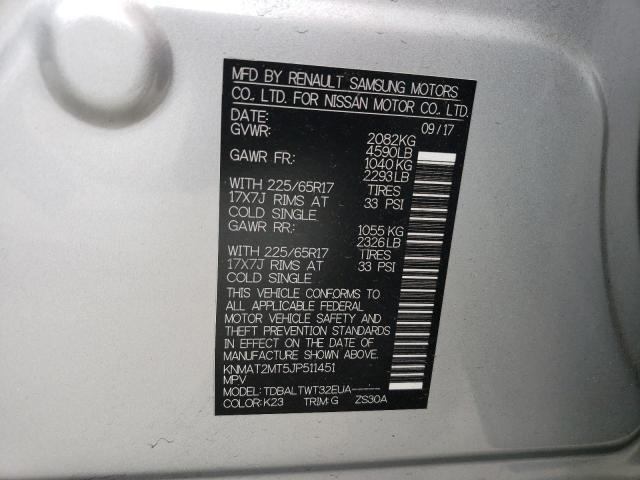 MFD BY RENAULT SAMSUNG MOTORS
CO., LTD. FOR NISSAN MOTOR CO., LTD.
DATE: 09/17
GVWR: 2082KG
4590LB
GAWR FR: 1040KG
2293LB
WITH 225/65R17 TIRES
17X7J RIMS AT 33 PSI
COLD SINGLE
GAWR RR: 1055 KG
2326LB
WITH 225/65R17 TIRES
17X7J RIMS AT 33 PSI
COLD SINGLE
THIS VEHICLE CONFORMS TO
ALL APPLICABLE FEDERAL
MOTOR VEHICLE SAFETY AND
THEFT PREVENTION STANDARDS
IN EFFECT ON THE DATE OF
MANUFACTURE SHOWN ABOVE.
KNMAT2MT5JP511451
MPV
MODEL: TDBALTWT32EUA-----
COLOR: K23 TRIM: G ZS30A